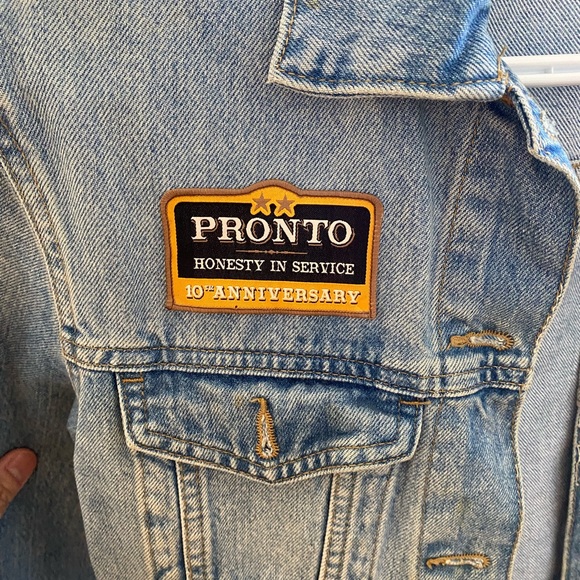 PRONTO
HONESTY IN SERVICE
10TH ANNIVERSARY